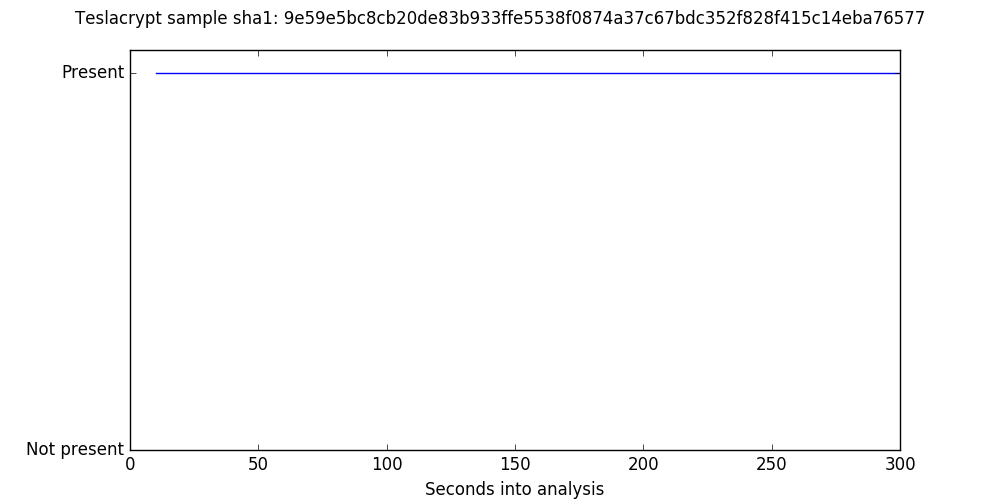 Teslacrypt sample sha1: 9e59e5bc8cb20de83b933ffe5538f0874a37c67bdc352f828f415c14eba76577
Present
Not present
0 50 100 150 200 250 300
Seconds into analysis